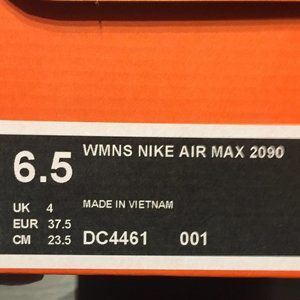 6.5 WMNS NIKE AIR MAX 2090
UK 4 MADE IN VIETNAM
EUR 37.5
CM 23.5 DC4461 001